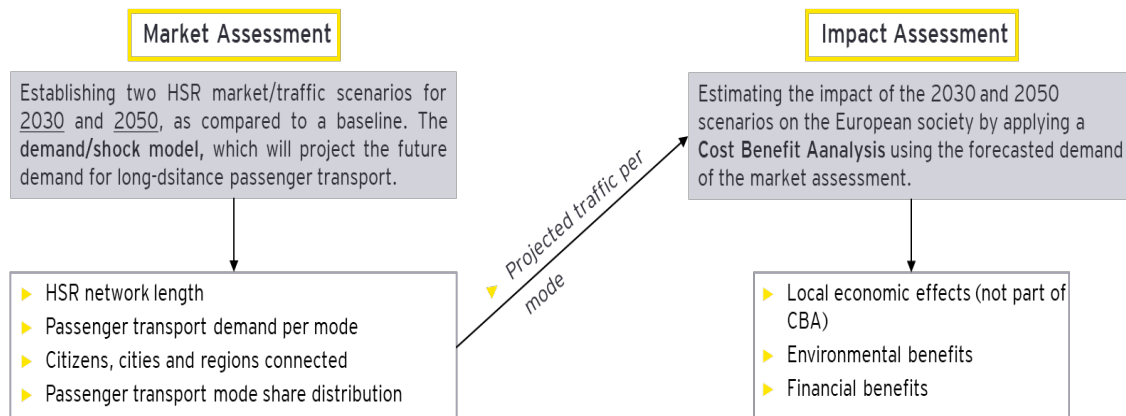 Market Assessment
Establishing two HSR market/traffic scenarios for
2030 and 2050, as compared to a baseline. The
demand/shock model, which will project the future
demand for long-dsitance passenger transport.
HSR network length
Passenger transport demand per mode
Citizens, cities and regions connected
Passenger transport mode share distribution
Projected traffic per
mode
Impact Assessment
Estimating the impact of the 2030 and 2050
scenarios on the European society by applying a
Cost Benefit Aanalysis using the forecasted demand
of the market assessment.
Local economic effects (not part of
CBA)
Environmental benefits
Financial benefits